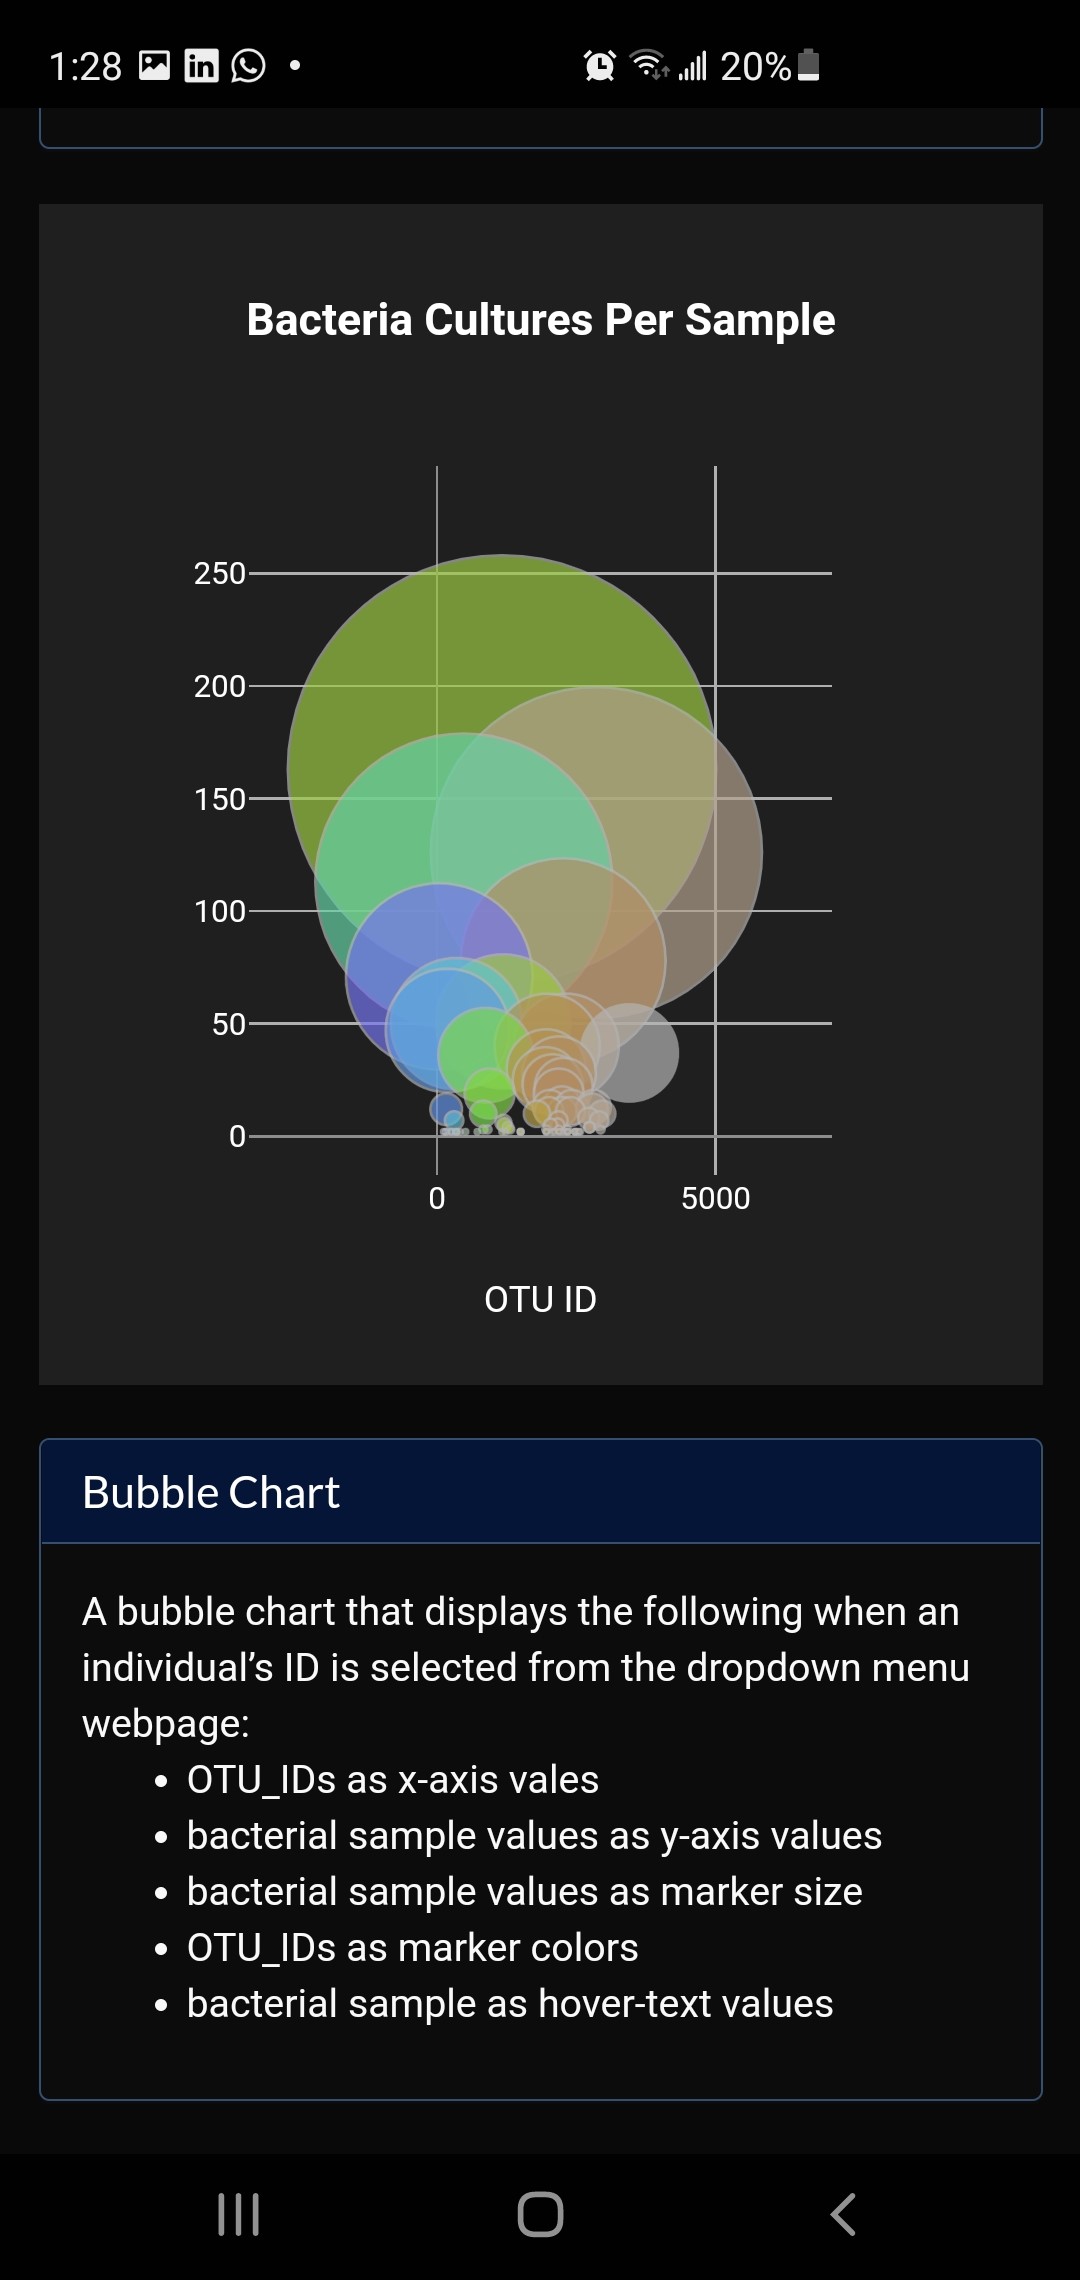 1:28 in 20%
Bacteria Cultures Per Sample
250
200
150
100
50
0
0 5000
OTU ID
Bubble Chart
A bubble chart that displays the following when an
individual’s ID is selected from the dropdown menu
webpage:
• OTU_IDs as x-axis vales
• bacterial sample values as y-axis values
• bacterial sample values as marker size
• OTU_IDs as marker colors
• bacterial sample as hover-text values